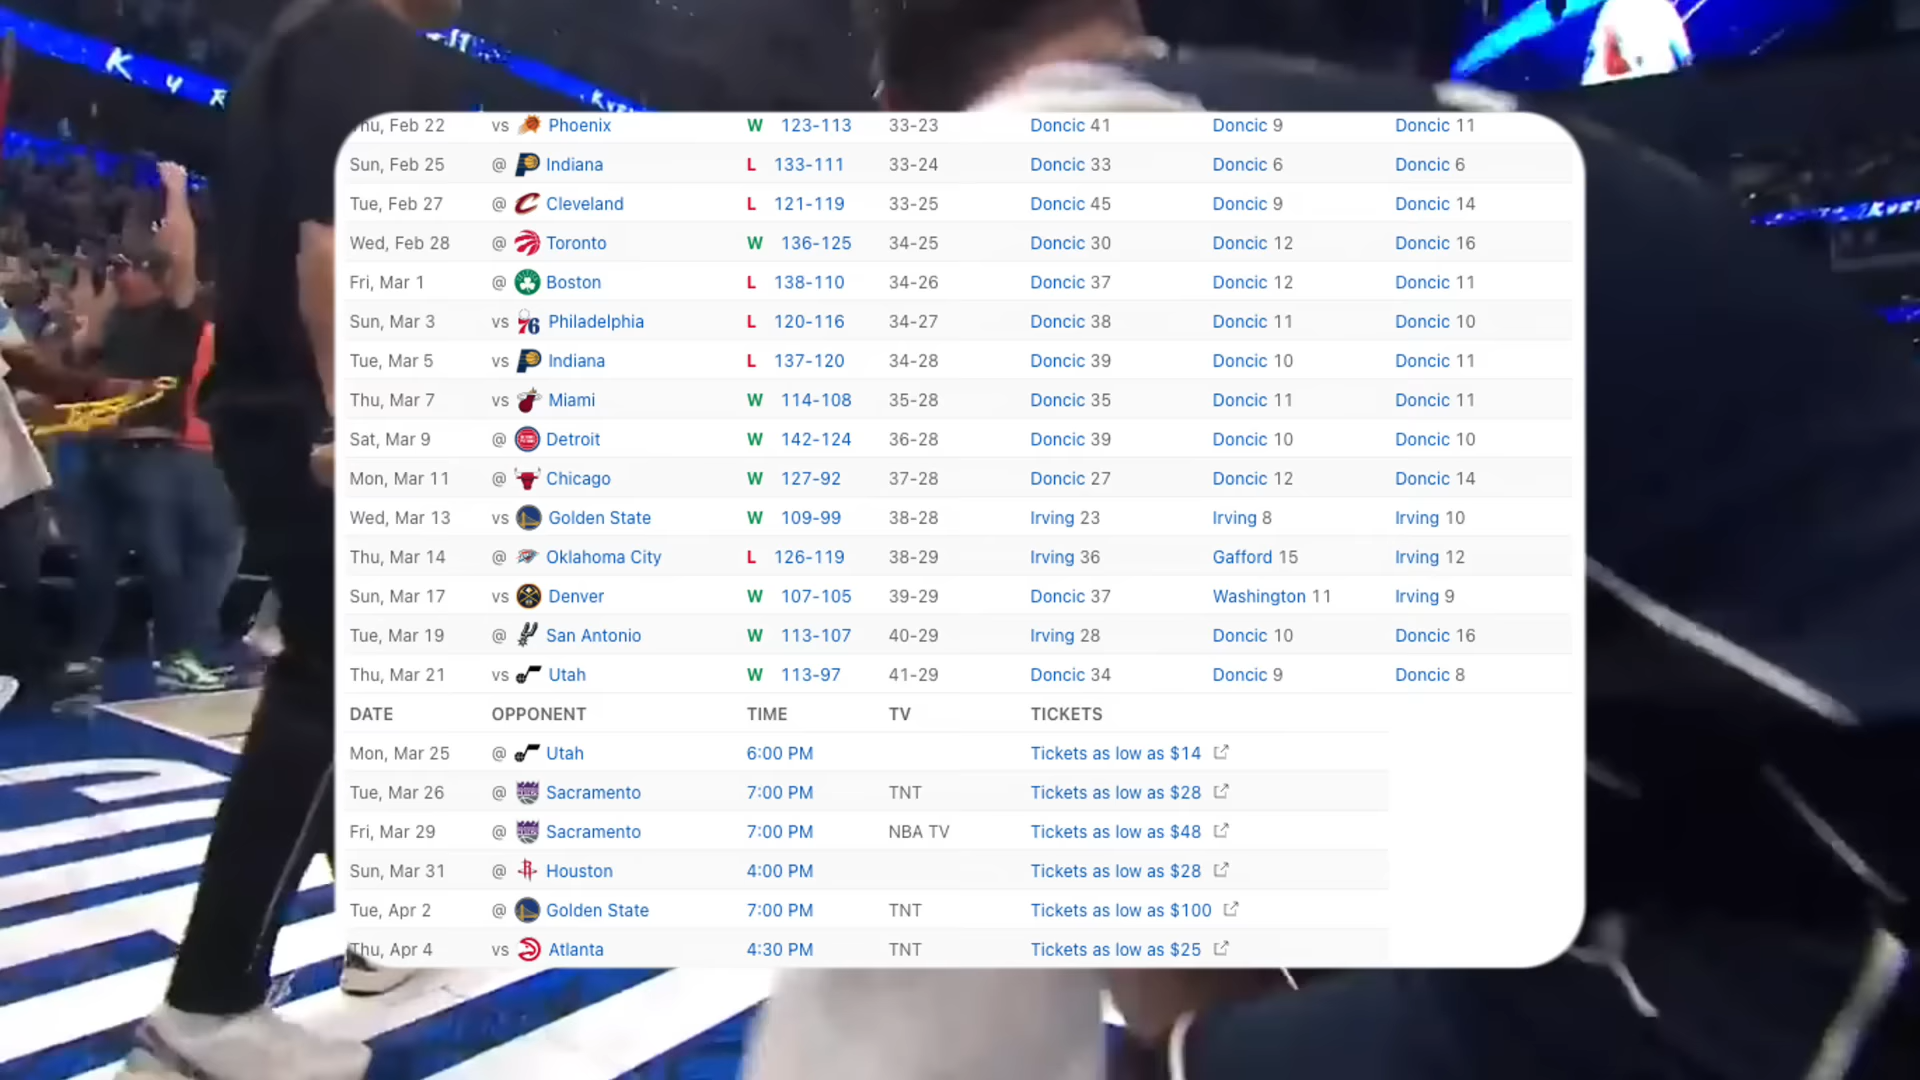 Thu, Feb 22 vs Phoenix W 123-113 33-23 Doncic 41 Doncic 9 Doncic 11
Sun, Feb 25 @ Indiana L 133-111 33-24 Doncic 33 Doncic 6 Doncic 6
Tue, Feb 27 @ Cleveland L 121-119 33-25 Doncic 45 Doncic 9 Doncic 14
Wed, Feb 28 @ Toronto W 136-125 34-25 Doncic 30 Doncic 12 Doncic 16
Fri, Mar 1 @ Boston L 138-110 34-26 Doncic 37 Doncic 12 Doncic 11
Sun, Mar 3 vs 76 Philadelphia L 120-116 34-27 Doncic 38 Doncic 11 Doncic 10
Tue, Mar 5 vs Indiana L 137-120 34-28 Doncic 39 Doncic 10 Doncic 11
Thu, Mar 7 vs Miami W 114-108 35-28 Doncic 35 Doncic 11 Doncic 11
Sat, Mar 9 @ Detroit W 142-124 36-28 Doncic 39 Doncic 10 Doncic 10
Mon, Mar 11 @ Chicago W 127-92 37-28 Doncic 27 Doncic 12 Doncic 14
Wed, Mar 13 vs Golden State W 109-99 38-28 Irving 23 Irving 8 Irving 10
Thu, Mar 14 @ Oklahoma City L 126-119 38-29 Irving 36 Gafford 15 Irving 12
Sun, Mar 17 vs Denver W 107-105 39-29 Doncic 37 Washington 11 Irving 9
Tue, Mar 19 @ San Antonio W 113-107 40-29 Irving 28 Doncic 10 Doncic 16
Thu, Mar 21 vs Utah W 113-97 41-29 Doncic 34 Doncic 9 Doncic 8
DATE OPPONENT TIME TV TICKETS
Mon, Mar 25 @ Utah 6:00 PM Tickets as low as $14
Tue, Mar 26 @ Sacramento 7:00 PM TNT Tickets as low as $28
Fri, Mar 29 @ Sacramento 7:00 PM NBA TV Tickets as low as $48
Sun, Mar 31 @ Houston 4:00 PM Tickets as low as $28
Tue, Apr 2 @ Golden State 7:00 PM TNT Tickets as low as $100
Thu, Apr 4 vs Atlanta 4:30 PM TNT Tickets as low as $25